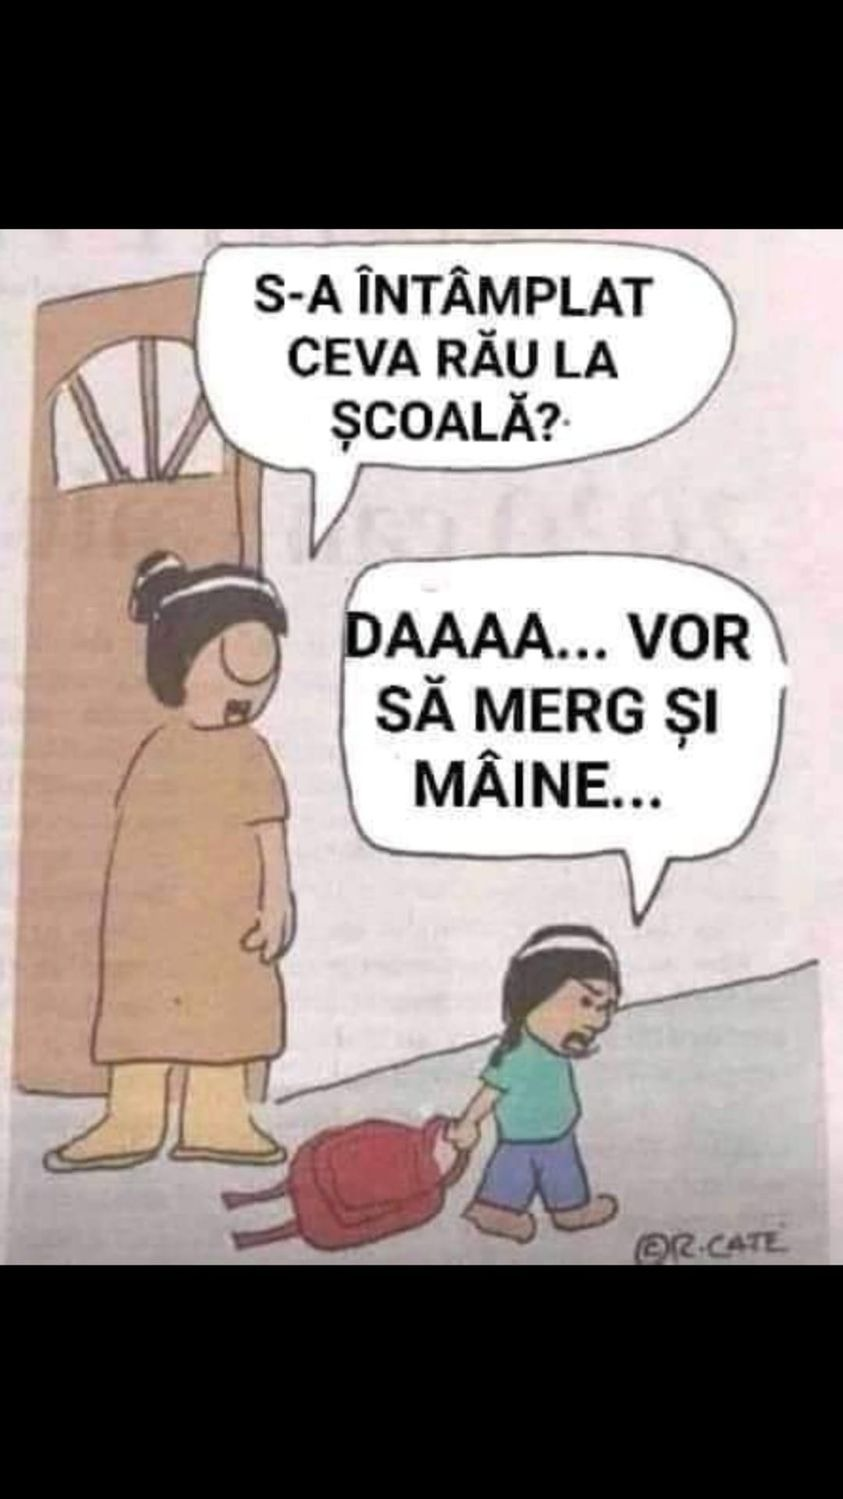 S-A ÎNTÂMPLAT
CEVA RĂU LA
ȘCOALĂ?
DAAAA... VOR
SĂ MERG ȘI
MÂINE...
©R.CATE